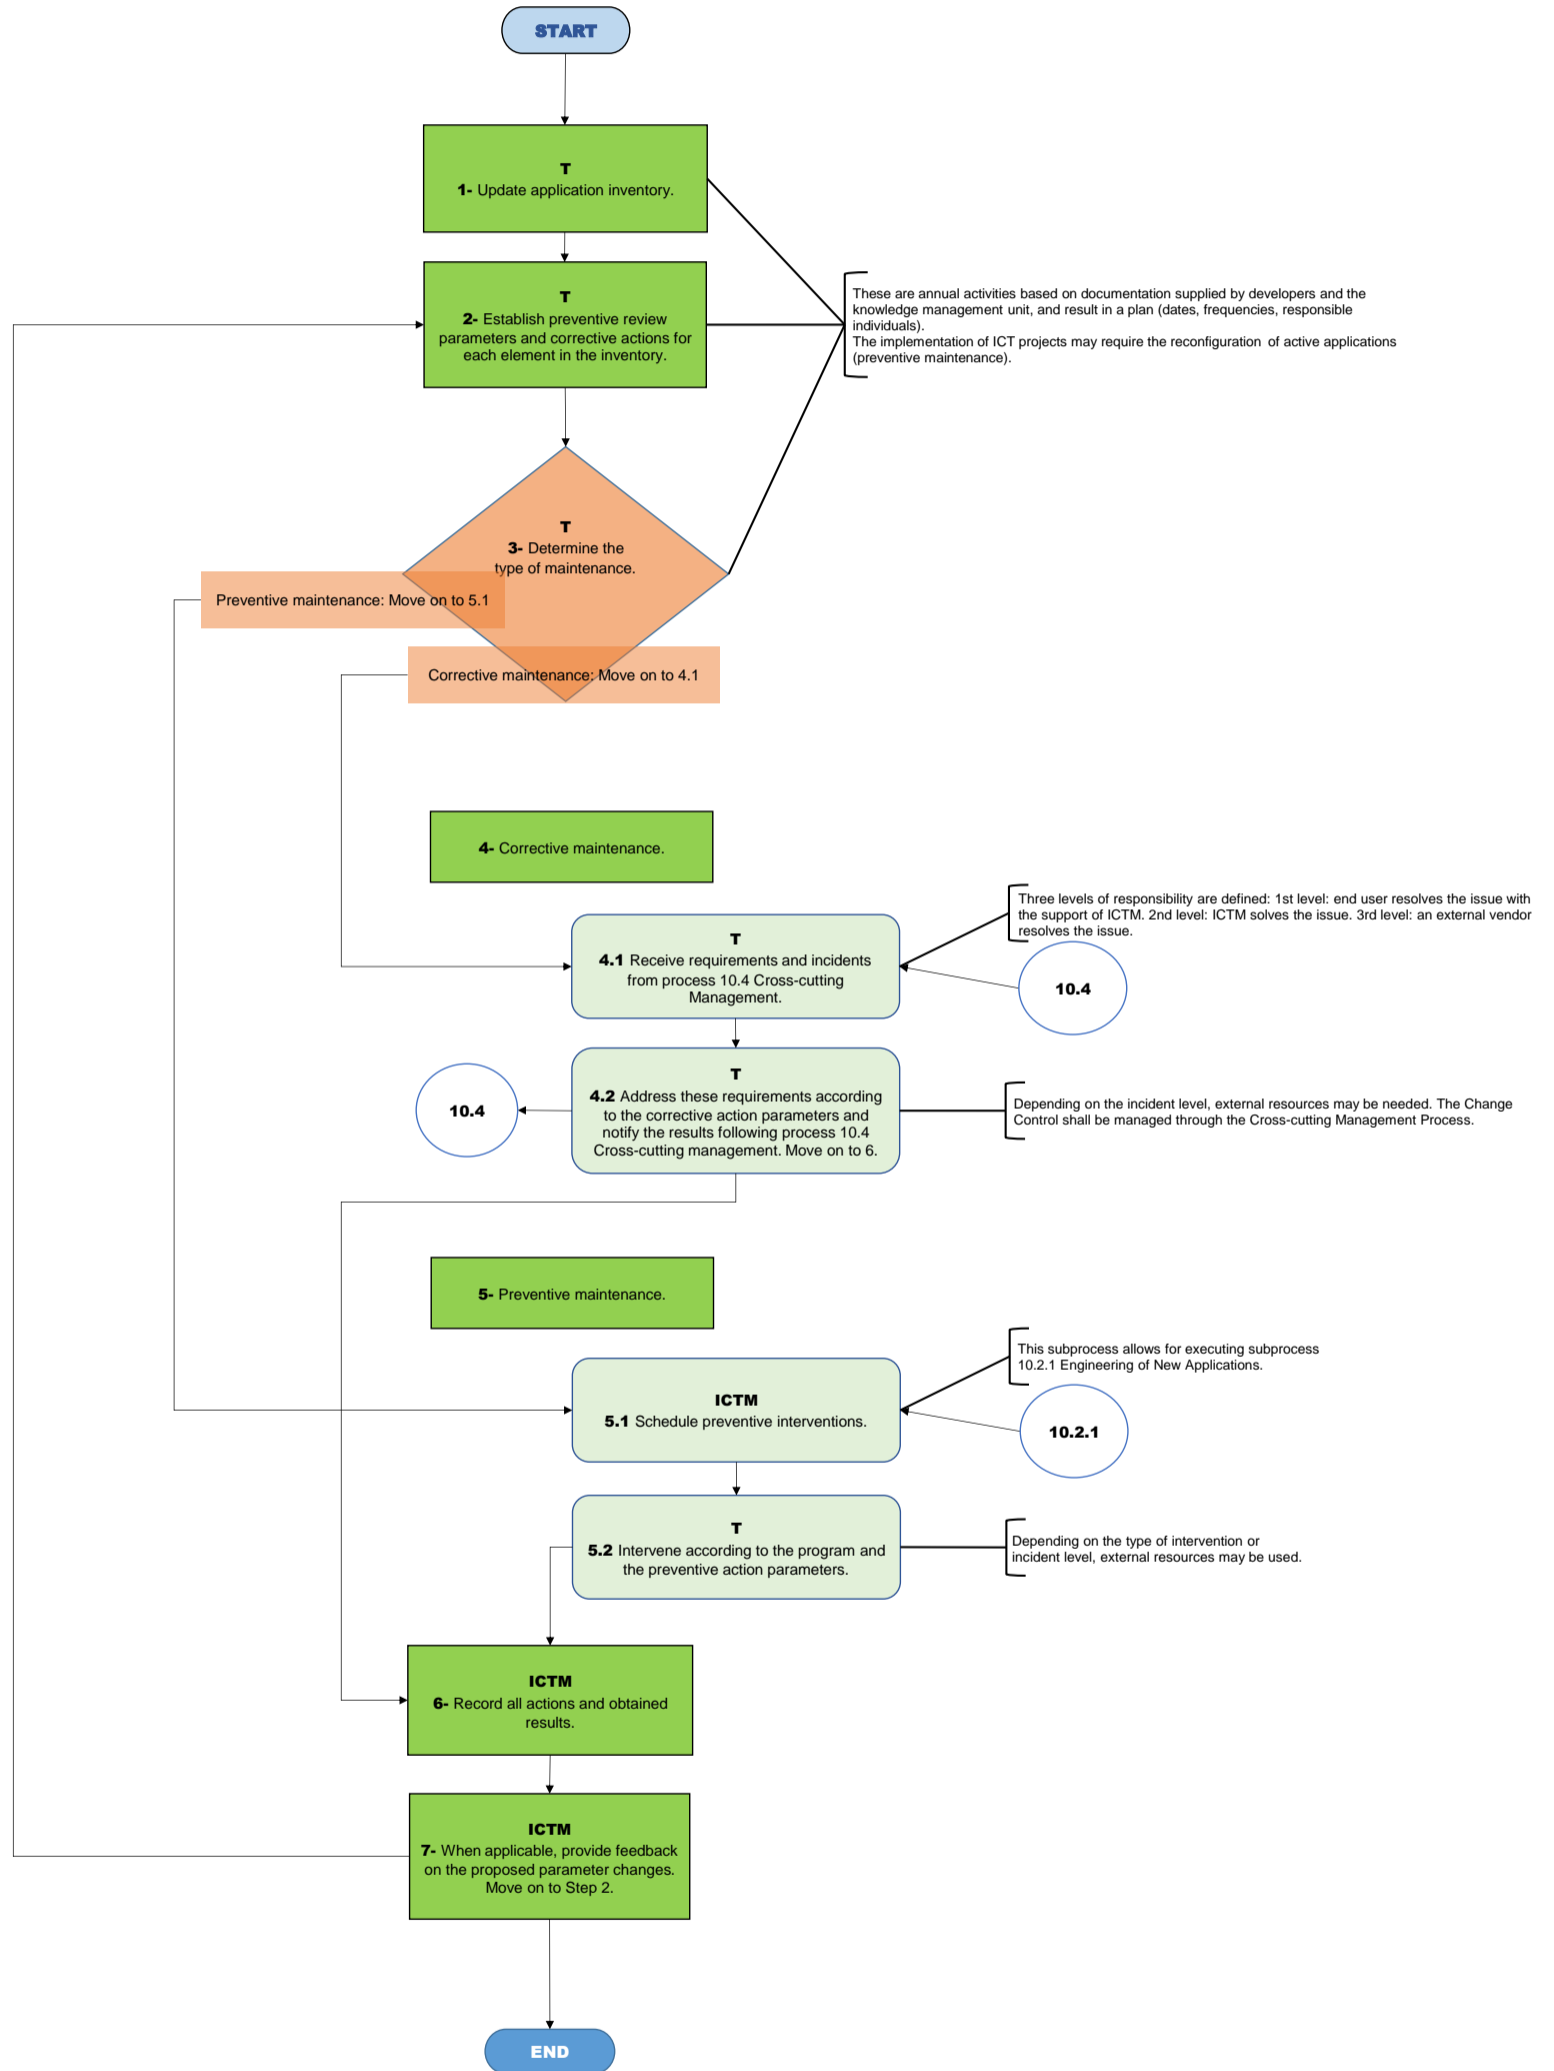 START
T
1- Update application inventory.
T
2- Establish preventive review
parameters and corrective actions for
each element in the inventory.
These are annual activities based on documentation supplied by developers and the
knowledge management unit, and result in a plan (dates, frequencies, responsible
individuals).
The implementation of ICT projects may require the reconfiguration of active applications
(preventive maintenance).
T
3- Determine the
type of maintenance.
Preventive maintenance: Move on to 5.1
Corrective maintenance: Move on to 4.1
4- Corrective maintenance.
Three levels of responsibility are defined: 1st level: end user resolves the issue with
the support of ICTM. 2nd level: ICTM solves the issue. 3rd level: an external vendor
resolves the issue.
T
4.1 Receive requirements and incidents
from process 10.4 Cross-cutting
Management.
10.4
T
4.2 Address these requirements according
to the corrective action parameters and
notify the results following process 10.4
Cross-cutting management. Move on to 6.
10.4
Depending on the incident level, external resources may be needed. The Change
Control shall be managed through the Cross-cutting Management Process.
5- Preventive maintenance.
This subprocess allows for executing subprocess
10.2.1 Engineering of New Applications.
ICTM
5.1 Schedule preventive interventions.
10.2.1
T
5.2 Intervene according to the program and
the preventive action parameters.
Depending on the type of intervention or
incident level, external resources may be used.
ICTM
6- Record all actions and obtained
results.
ICTM
7- When applicable, provide feedback
on the proposed parameter changes.
Move on to Step 2.
END